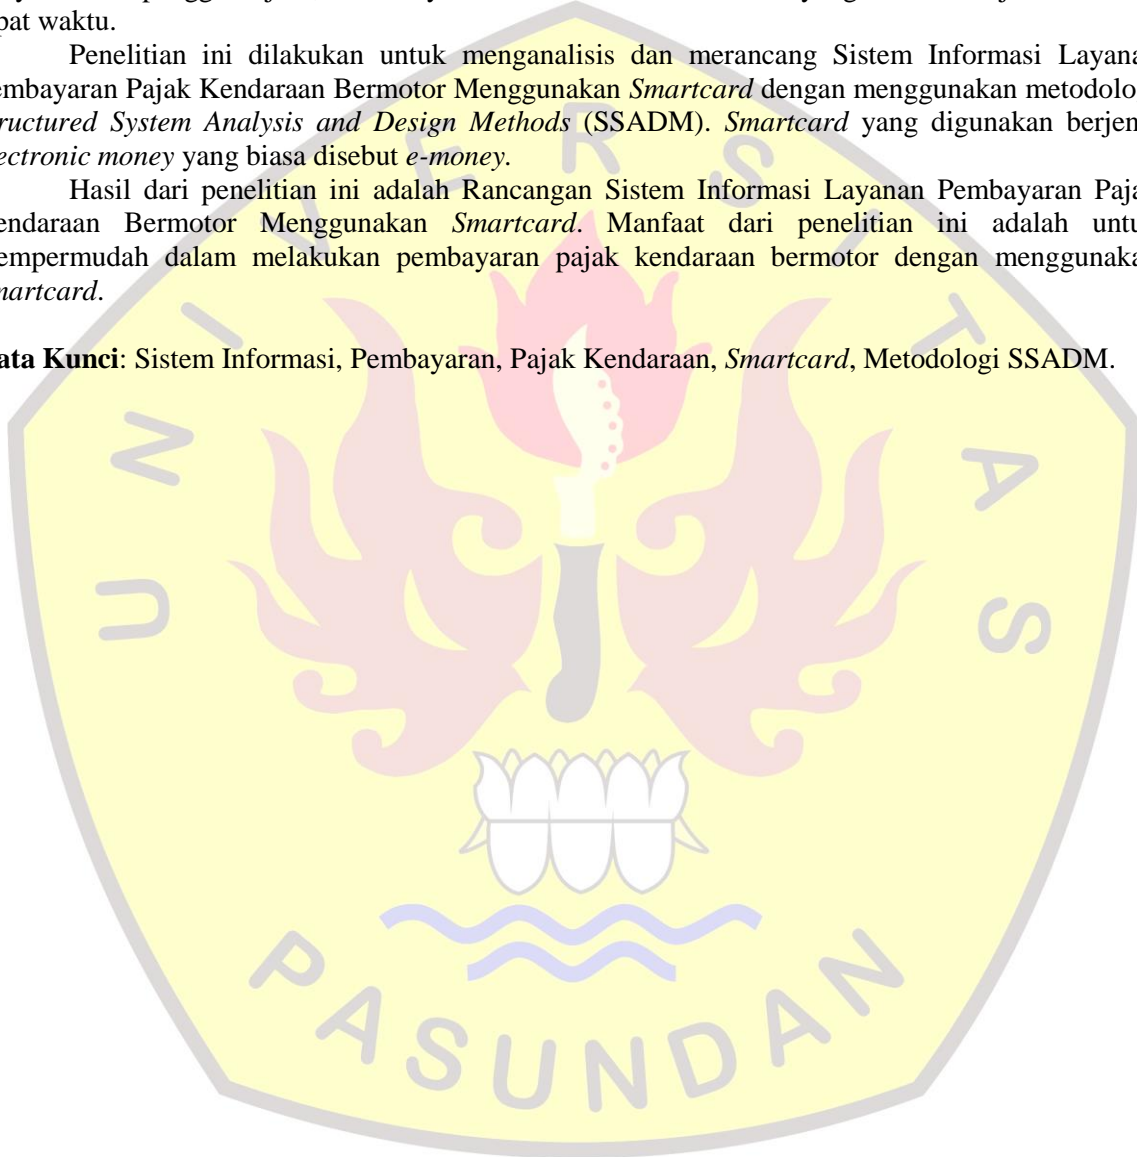 pat waktu.
Penelitian ini dilakukan untuk menganalisis dan merancang Sistem Informasi Layana
embayaran Pajak Kendaraan Bermotor Menggunakan Smartcard dengan menggunakan metodolo
ructured System Analysis and Design Methods (SSADM). Smartcard yang digunakan berjen
ectronic money yang biasa disebut e-money.
Hasil dari penelitian ini adalah Rancangan Sistem Informasi Layanan Pembayaran Paja
endaraan Bermotor Menggunakan Smartcard. Manfaat dari penelitian ini adalah untu
empermudah dalam melakukan pembayaran pajak kendaraan bermotor dengan menggunaka
martcard.
ata Kunci: Sistem Informasi, Pembayaran, Pajak Kendaraan, Smartcard, Metodologi SSADM.
UNIVERSITAS
PASUNDAN